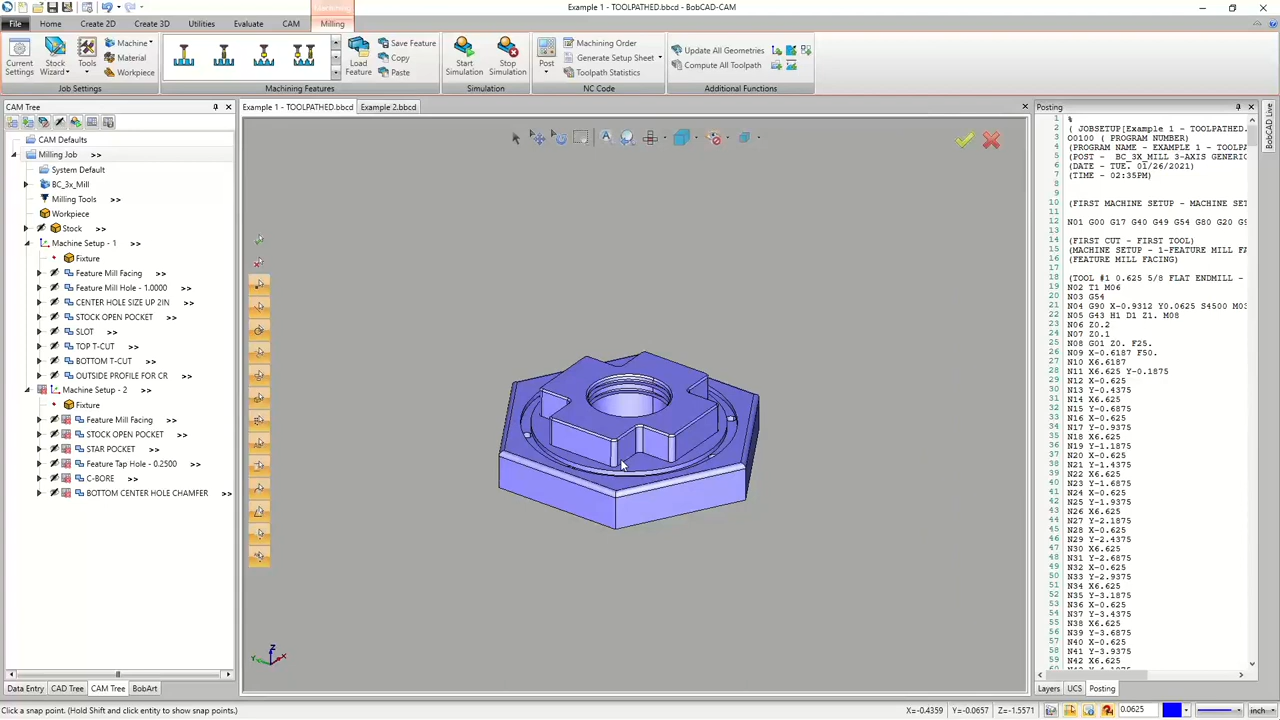 Example 1 - TOOLPATHED.bbcd - BobCAD-CAM
File Home Create 2D Create 3D Utilities Evaluate CAM Milling
Current Settings
Stock Wizard
Tools
Machine
Material
Workpiece
Job Settings
Machining Features
Load Feature
Save Feature
Copy
Paste
Start Simulation
Stop Simulation
Simulation
Post
Machining Order
Generate Setup Sheet
Toolpath Statistics
NC Code
Update All Geometries
Compute All Toolpath
Additional Functions
CAM Tree
CAM Defaults
Milling Job >>
System Default
BC_3x_Mill
Milling Tools >>
Workpiece
Stock >>
Machine Setup - 1 >>
Fixture
Feature Mill Facing >>
Feature Mill Hole - 1.0000 >>
CENTER HOLE SIZE UP 2IN >>
STOCK OPEN POCKET >>
SLOT >>
TOP T-CUT >>
BOTTOM T-CUT >>
OUTSIDE PROFILE FOR CR >>
Machine Setup - 2 >>
Fixture
Feature Mill Facing >>
STOCK OPEN POCKET >>
STAR POCKET >>
Feature Tap Hole - 0.2500 >>
C-BORE >>
BOTTOM CENTER HOLE CHAMFER >>
Data Entry CAD Tree CAM Tree BobArt
Example 1 - TOOLPATHED.bbcd Example 2.bbcd
Z
Y
X
Posting
BobCAD Live
1 %
2 ( JOBSETUP[Example 1 - TOOLPATHED.
3 O0100 ( PROGRAM NUMBER)
4 (PROGRAM NAME - EXAMPLE 1 - TOOLP
5 (POST - BC_3X_MILL 3-AXIS GENERIC
6 (DATE - TUE. 01/26/2021)
7 (TIME - 02:35PM)
8
9
10 (FIRST MACHINE SETUP - MACHINE SET
11
12 N01 G00 G17 G40 G49 G54 G80 G20 G9
13
14 (FIRST CUT - FIRST TOOL)
15 (MACHINE SETUP - 1-FEATURE MILL FA
16 (FEATURE MILL FACING)
17
18 (TOOL #1 0.625 5/8 FLAT ENDMILL -
19 N02 T1 M06
20 N03 G54
21 N04 G90 X-0.9312 Y0.0625 S4500 M03
22 N05 G43 H1 D1 Z1. M08
23 N06 Z0.2
24 N07 Z0.1
25 N08 G01 Z0. F25.
26 N09 X-0.6187 F50.
27 N10 X6.6187
28 N11 X6.625 Y-0.1875
29 N12 X-0.625
30 N13 Y-0.4375
31 N14 X6.625
32 N15 Y-0.6875
33 N16 X-0.625
34 N17 Y-0.9375
35 N18 X6.625
36 N19 Y-1.1875
37 N20 X-0.625
38 N21 Y-1.4375
39 N22 X6.625
40 N23 Y-1.6875
41 N24 X-0.625
42 N25 Y-1.9375
43 N26 X6.625
44 N27 Y-2.1875
45 N28 X-0.625
46 N29 Y-2.4375
47 N30 X6.625
48 N31 Y-2.6875
49 N32 X-0.625
50 N33 Y-2.9375
51 N34 X6.625
52 N35 Y-3.1875
53 N36 X-0.625
54 N37 Y-3.4375
55 N38 X6.625
56 N39 Y-3.6875
57 N40 X-0.625
58 N41 Y-3.9375
59 N42 X6.625
Layers UCS Posting
Click a snap point. (Hold Shift and click entity to show snap points.)
X=-0.4359 Y=-0.0657 Z=-1.5571
0.0625
inch